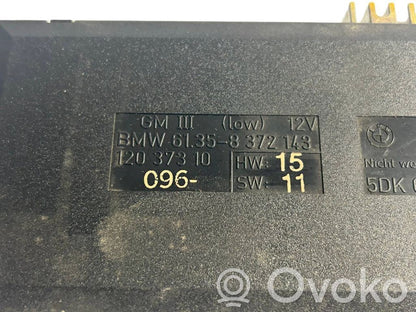 GM III (low) 12V
BMW 61.35-8 372 143
120 373 10 HW: 15
096- SW: 11
Nicht we
5DK
Ovoko